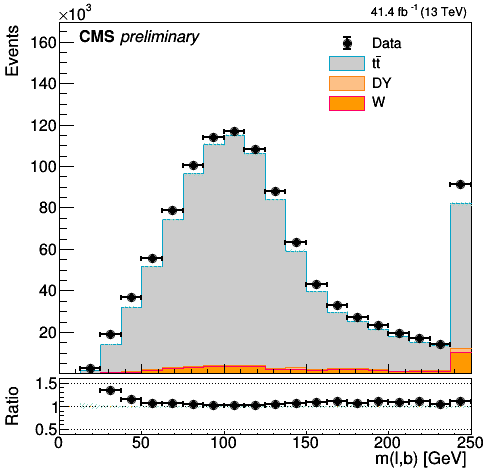 ×10³
41.4 fb⁻¹ (13 TeV)
CMS preliminary
Events
160
140
120
100
80
60
40
20
Data
tt̄
DY
W
Ratio
1.5
1
0.5
0 50 100 150 200 250
m(l,b) [GeV]